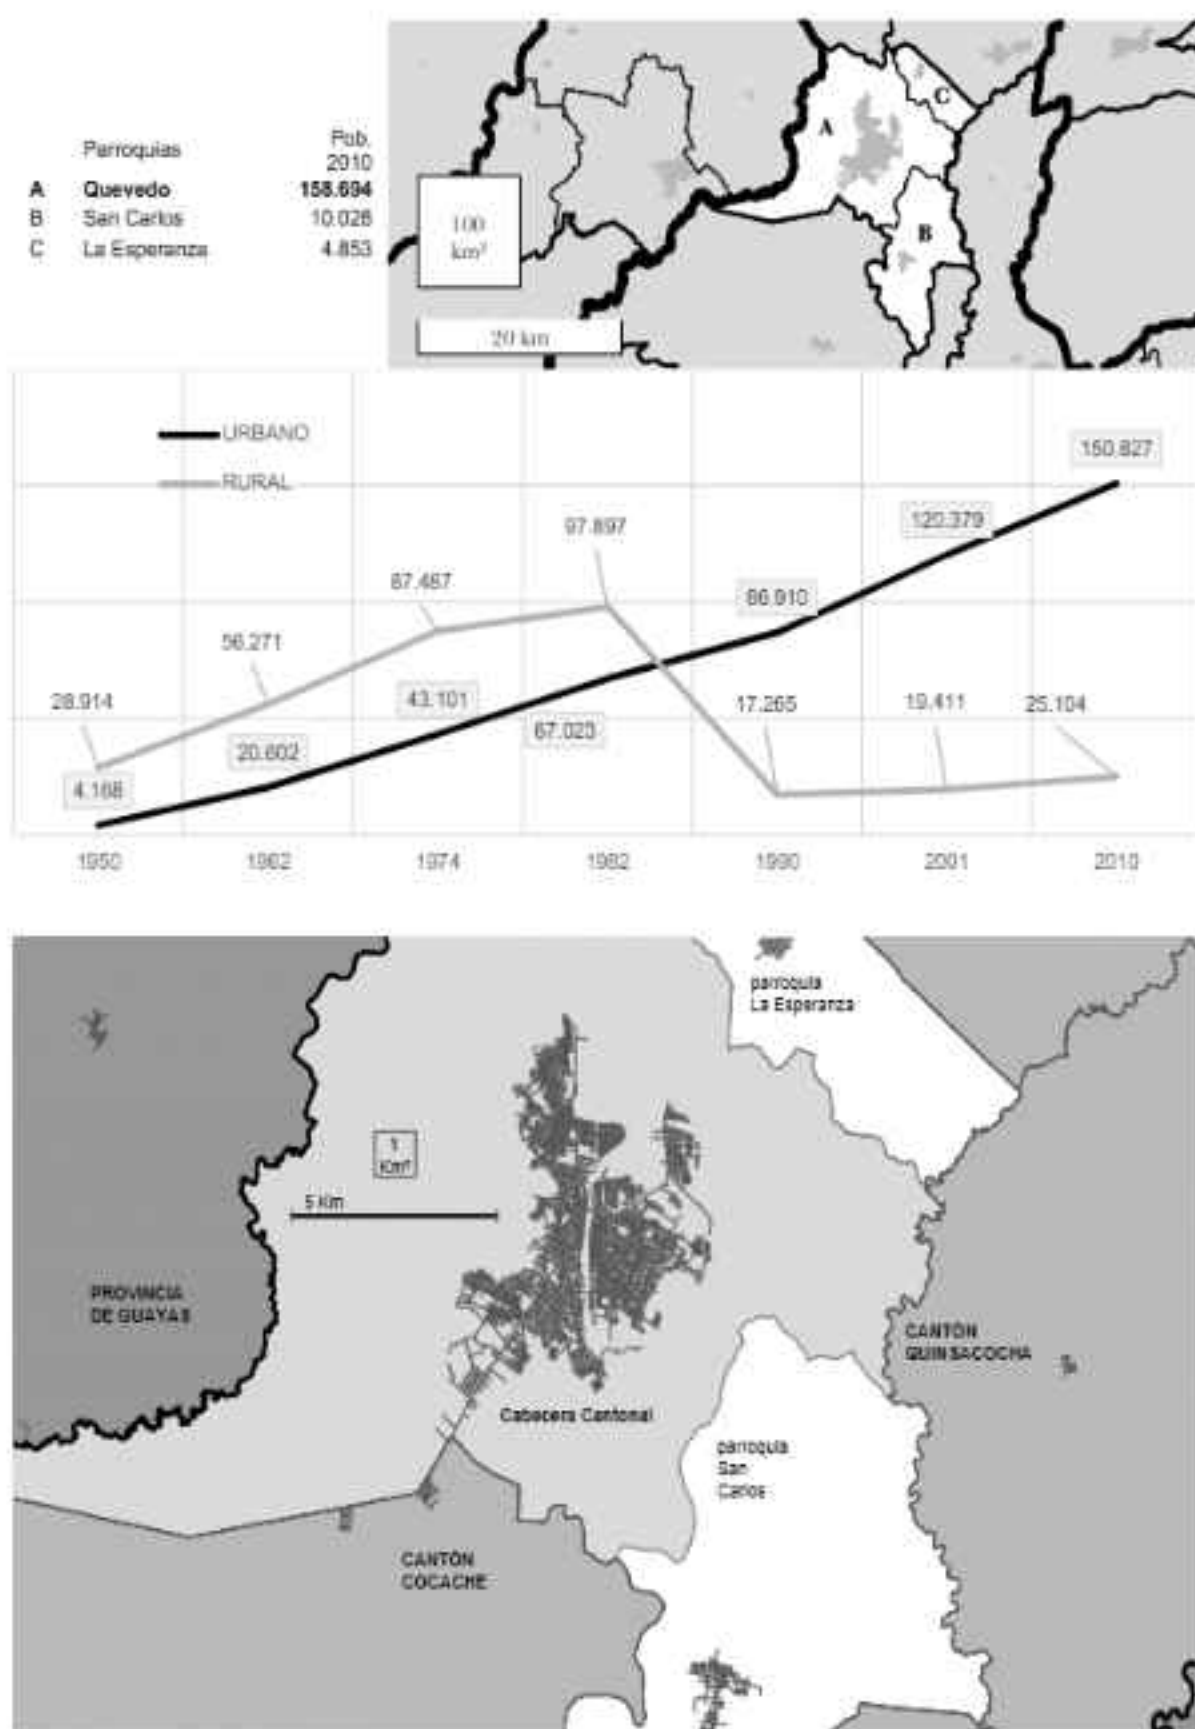 Parroquias Pob. 2010
A Quevedo 158.694
B San Carlos 10.028
C La Esperanza 4.853
A
B
C
100
km²
20 km
URBANO
RURAL
28.914
56.271
87.487
97.897
17.265
19.411
25.104
4.168
20.602
43.101
67.023
86.910
120.379
150.827
1950 1962 1974 1982 1990 2001 2010
parroquia
La Esperanza
1
Km²
5 Km
PROVINCIA
DE GUAYAS
CANTÓN
QUINSACOCHA
Cabecera Cantonal
parroquia
San
Carlos
CANTÓN
COCACHE